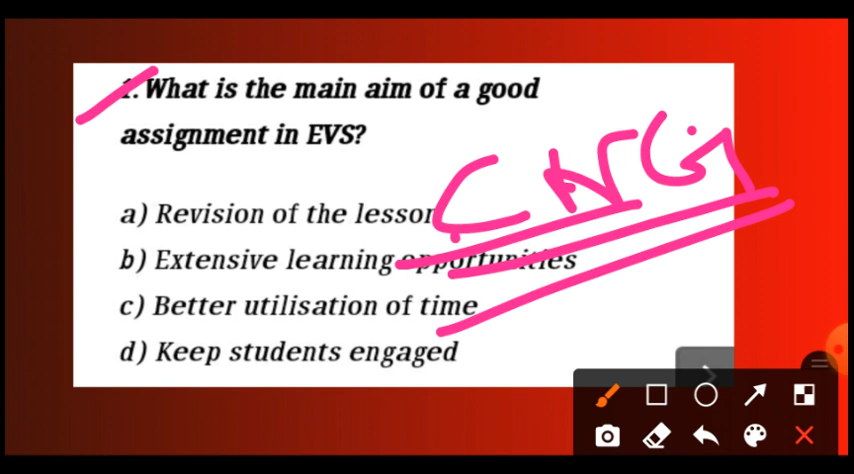 1. What is the main aim of a good
assignment in EVS?
a) Revision of the lesson
b) Extensive learning opportunities
c) Better utilisation of time
d) Keep students engaged